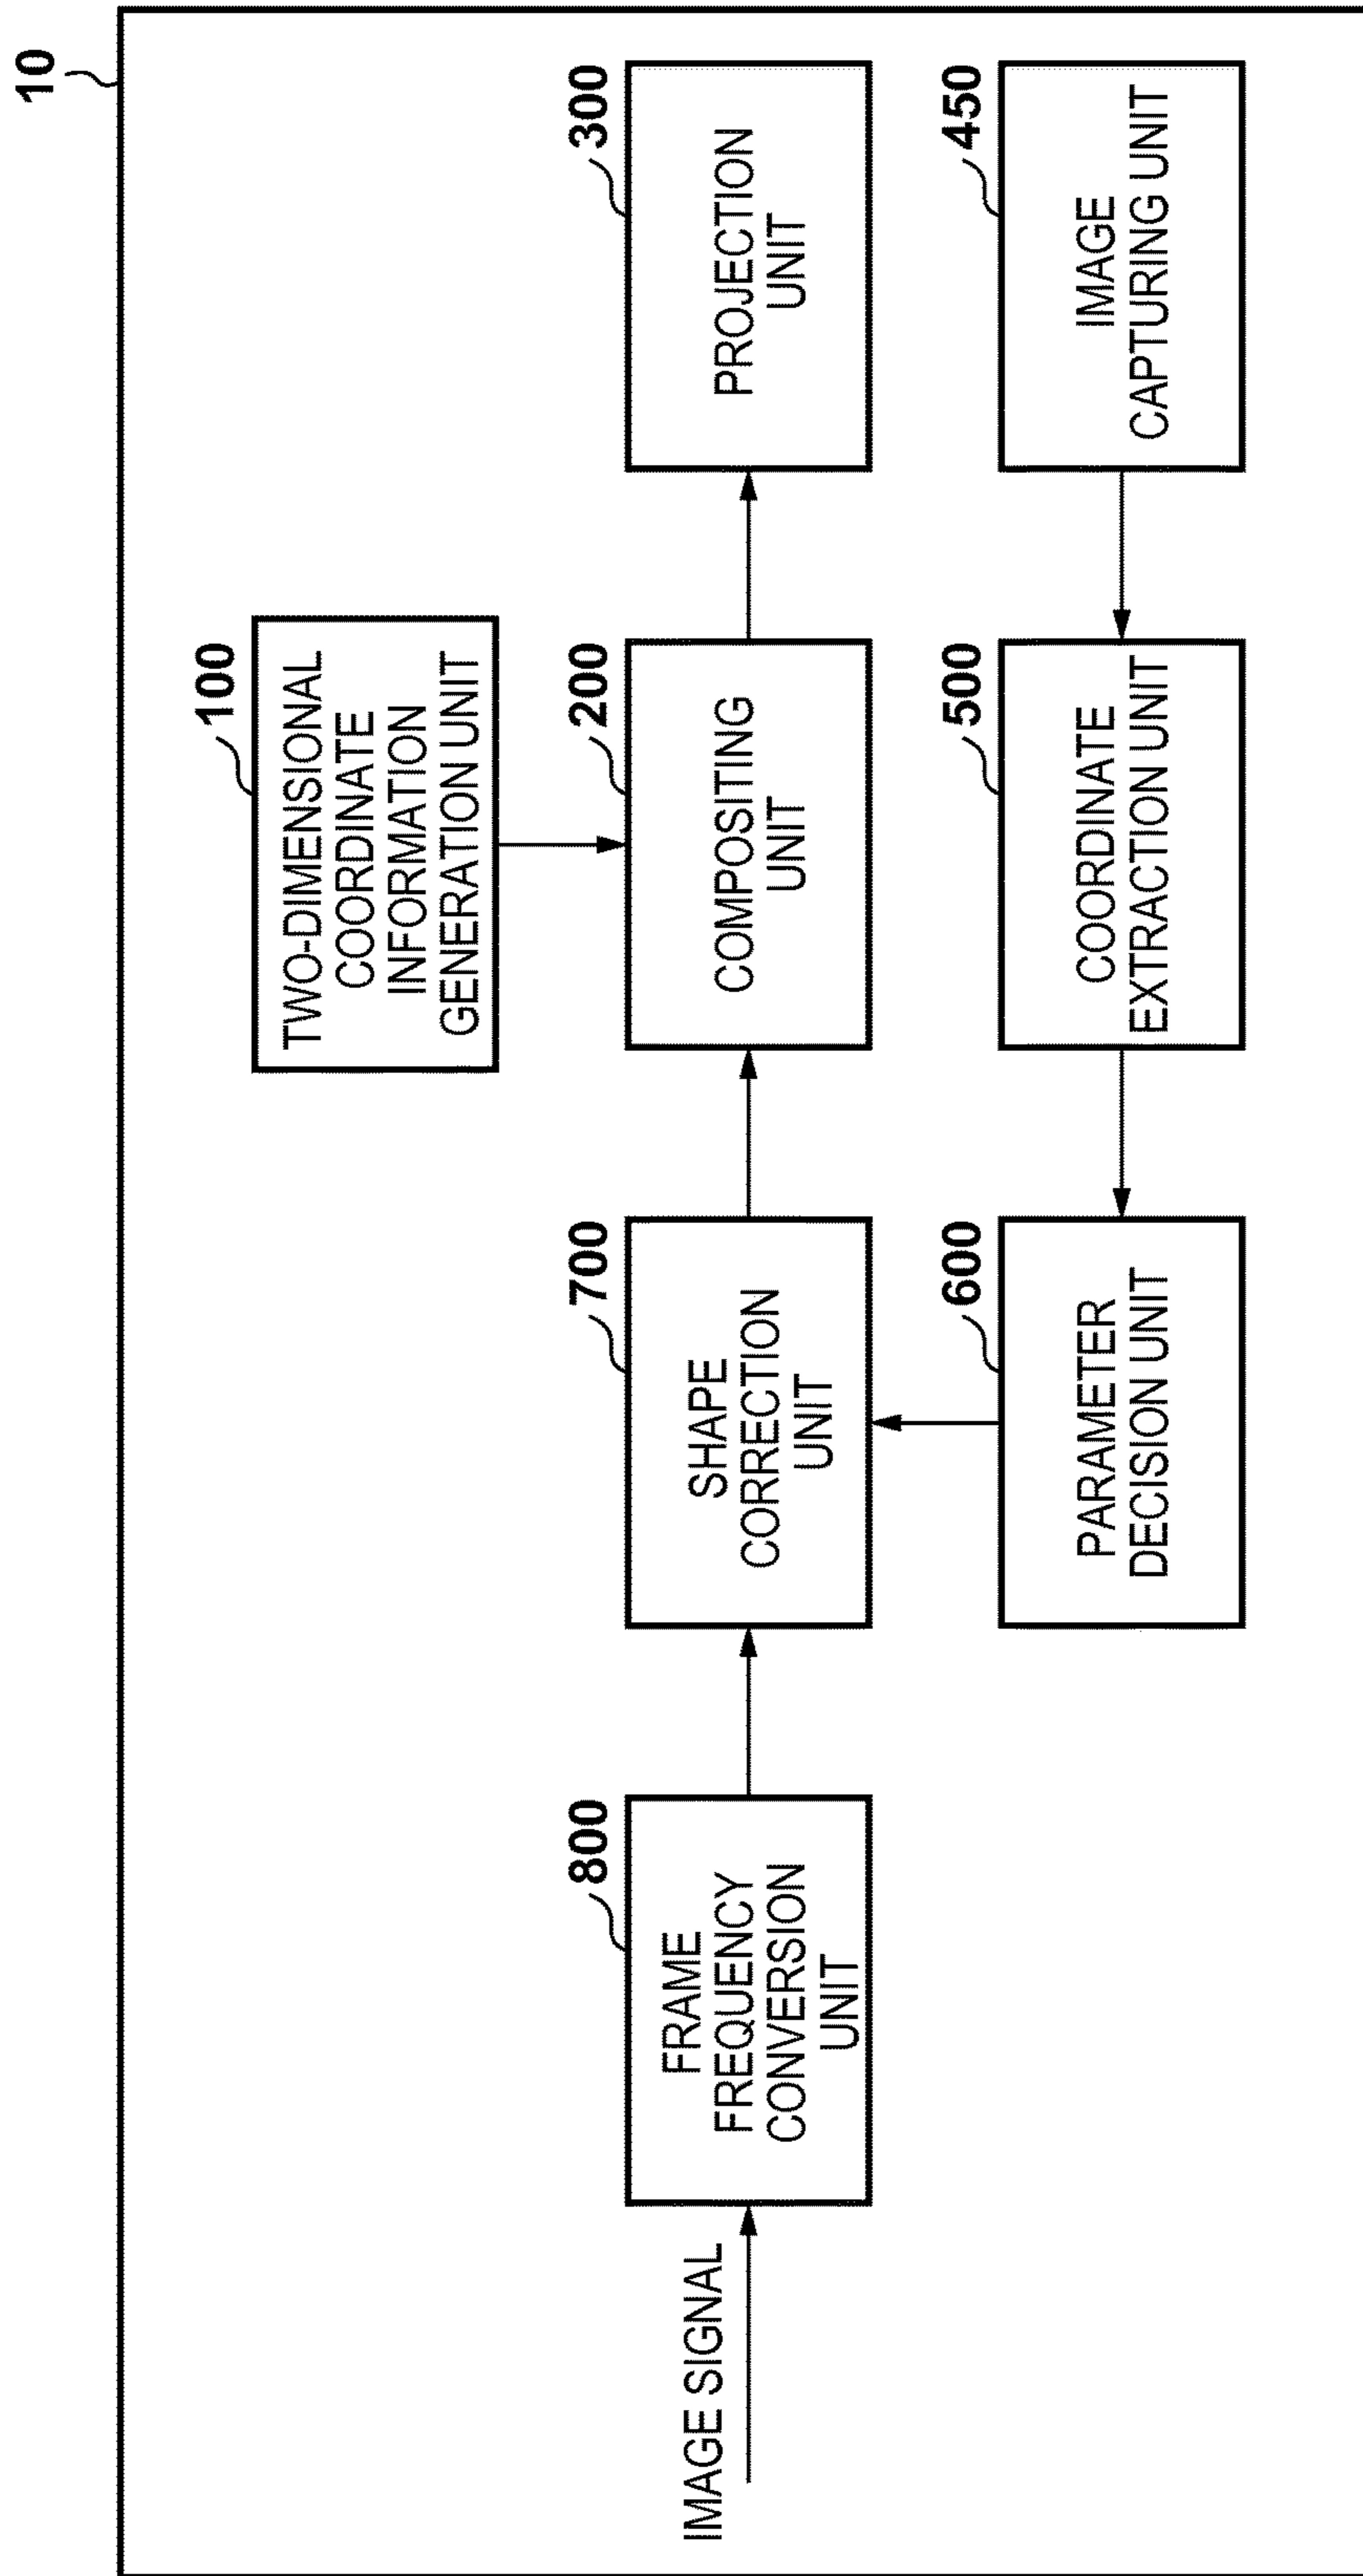 10
100
TWO-DIMENSIONAL
COORDINATE
INFORMATION
GENERATION UNIT
IMAGE SIGNAL
800
FRAME
FREQUENCY
CONVERSION
UNIT
700
SHAPE
CORRECTION
UNIT
200
COMPOSITING
UNIT
300
PROJECTION
UNIT
600
PARAMETER
DECISION UNIT
500
COORDINATE
EXTRACTION UNIT
450
IMAGE
CAPTURING UNIT